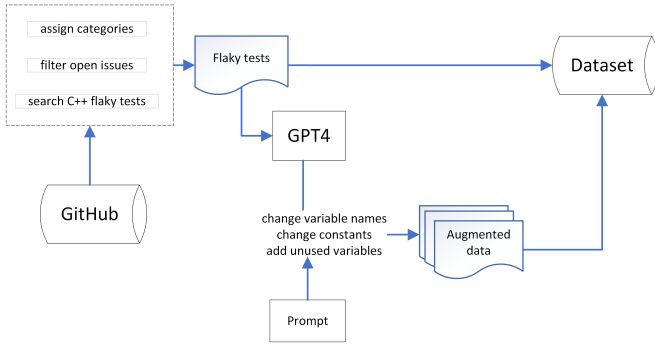 assign categories
filter open issues
search C++ flaky tests
Flaky tests
Dataset
GPT4
GitHub
change variable names
change constants
add unused variables
Augmented
data
Prompt